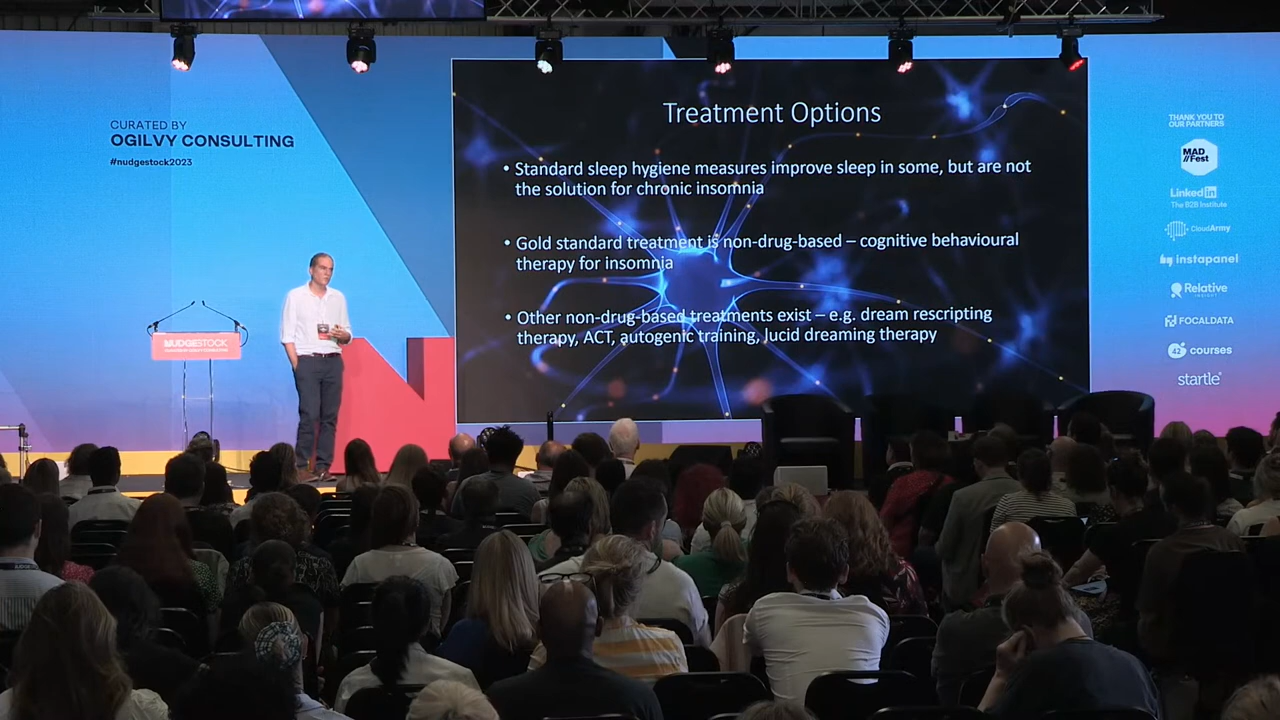 CURATED BY
OGILVY CONSULTING
#nudgestock2023
NUDGESTOCK
Treatment Options
• Standard sleep hygiene measures improve sleep in some, but are not
the solution for chronic insomnia
• Gold standard treatment is non-drug-based – cognitive behavioural
therapy for insomnia
• Other non-drug-based treatments exist – e.g. dream rescripting
therapy, ACT, autogenic training, lucid dreaming therapy
THANK YOU TO
OUR PARTNERS
MAD
//Fest
LinkedIn
The B2B Institute
CloudArmy
instapanel
Relative
INSIGHT
FOCALDATA
42 courses
startle